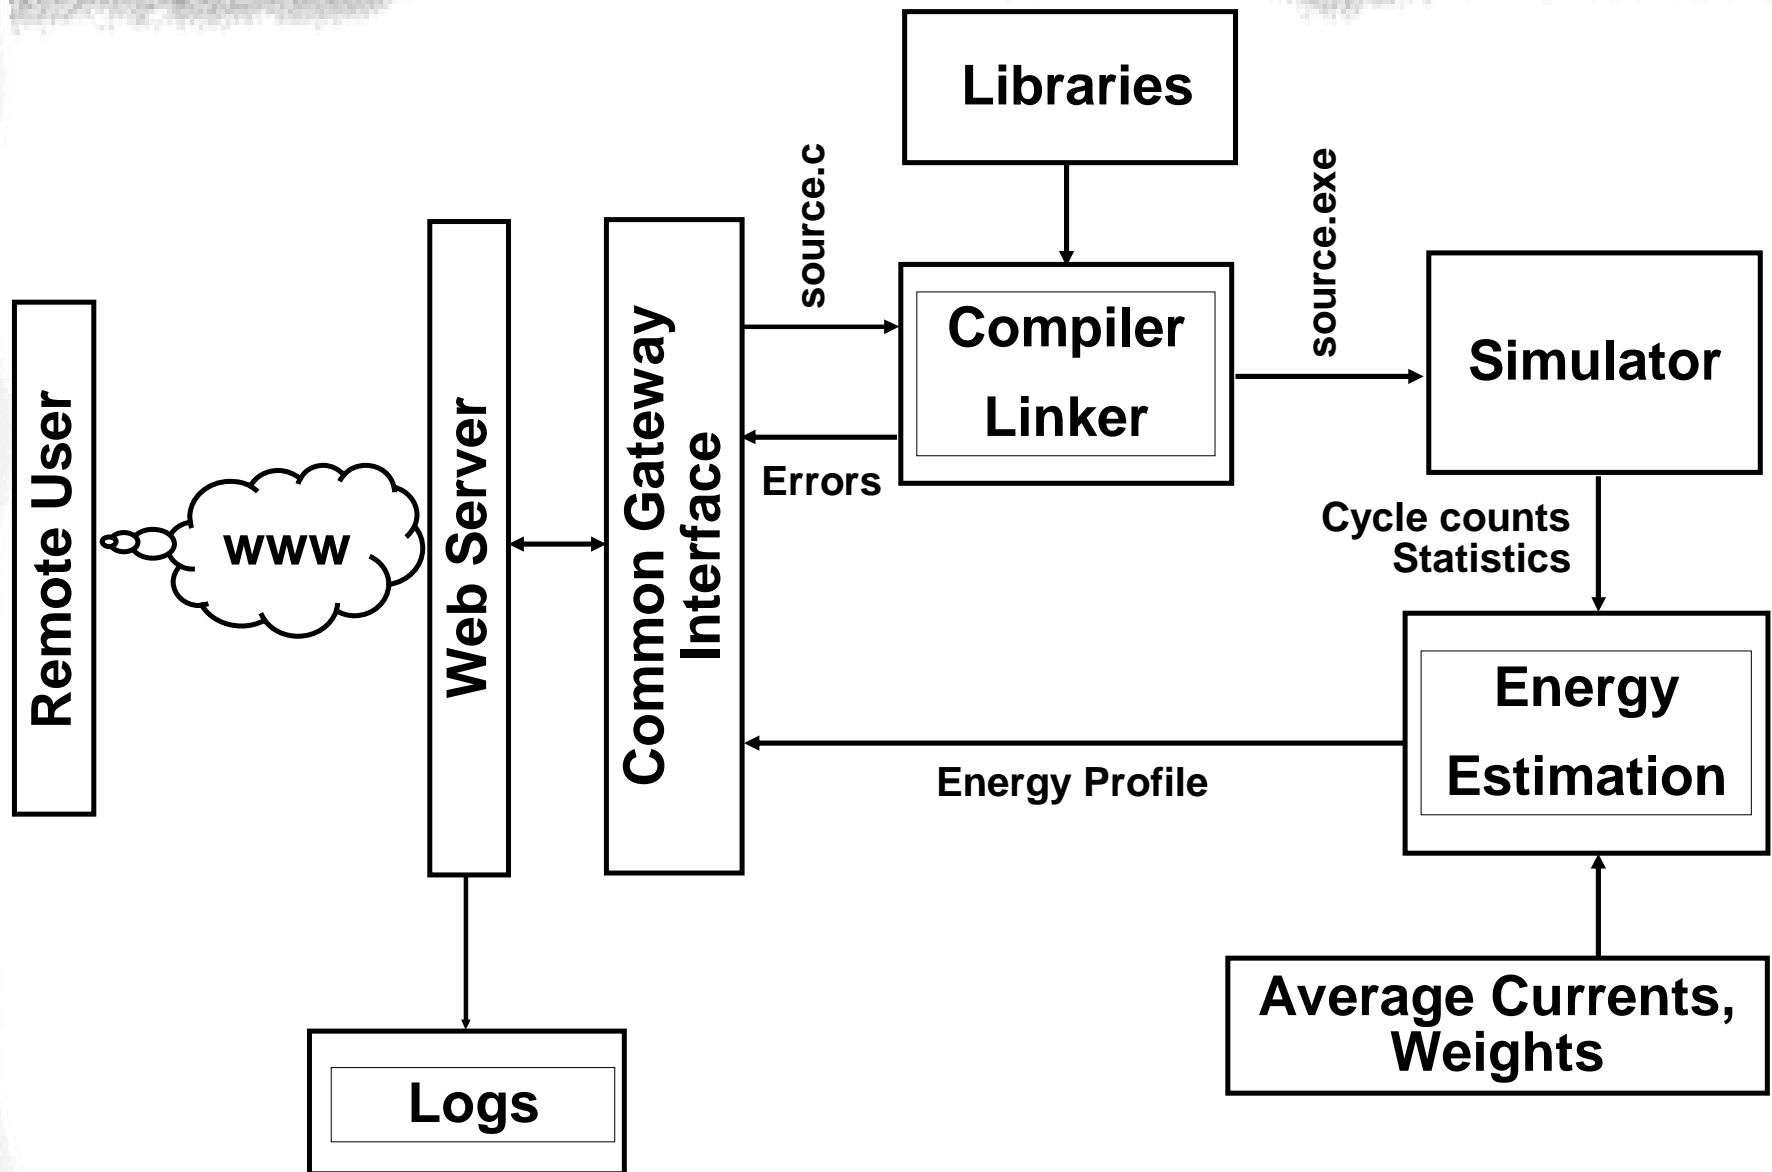 Libraries
source.c
source.exe
Compiler
Linker
Simulator
Errors
Remote User
www
Web Server
Common Gateway
Interface
Cycle counts
Statistics
Energy
Estimation
Energy Profile
Average Currents,
Weights
Logs